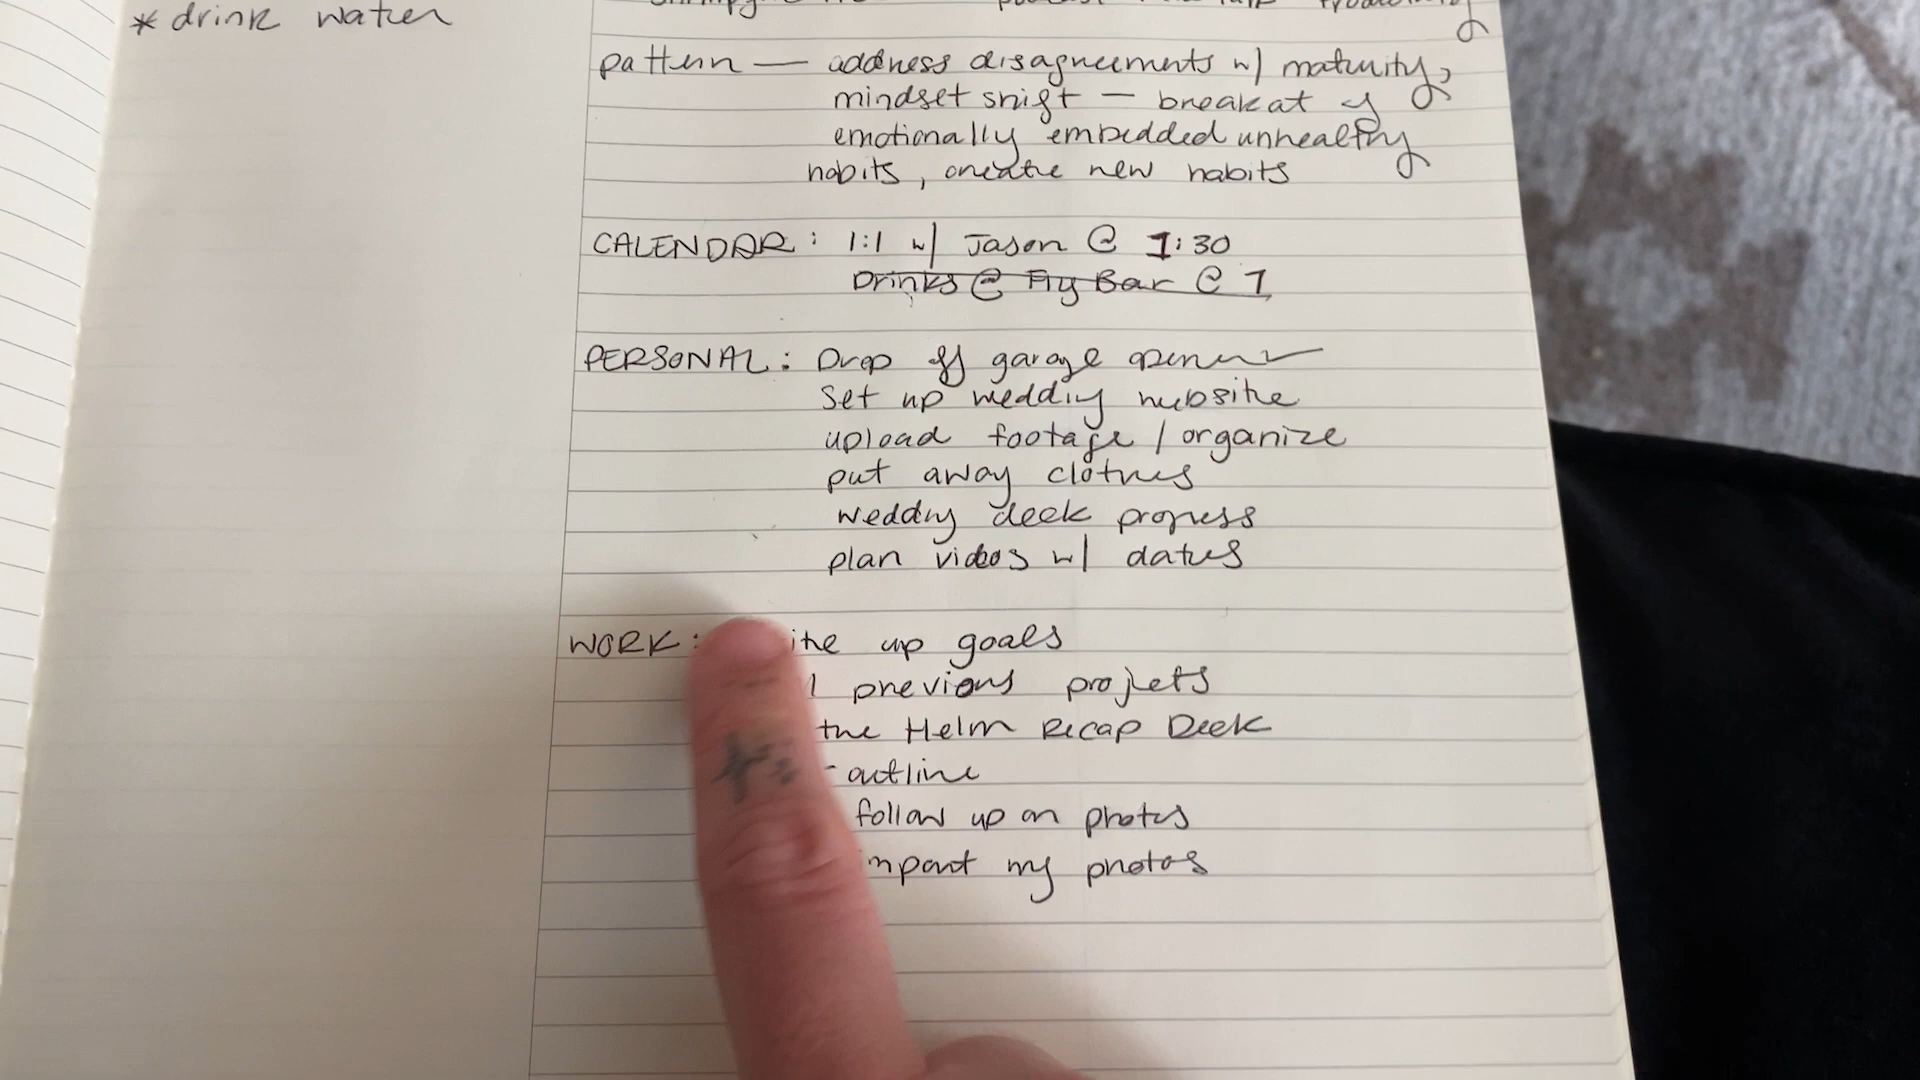 * drink water
pattern — address disagreements w/ maturity,
mindset shift — break at
emotionally embedded unhealthy
habits, create new habits
CALENDAR: 1:1 w/ Jason @ 1:30
Drinks @ Fig Bar @ 7
PERSONAL: Drop off garage opener
Set up wedding website
upload footage / organize
put away clothes
wedding deck progress
plan videos w/ dates
WORK: up goals
previous projects
the Helm Recap Deck
- outline
follow up on photos
my photos